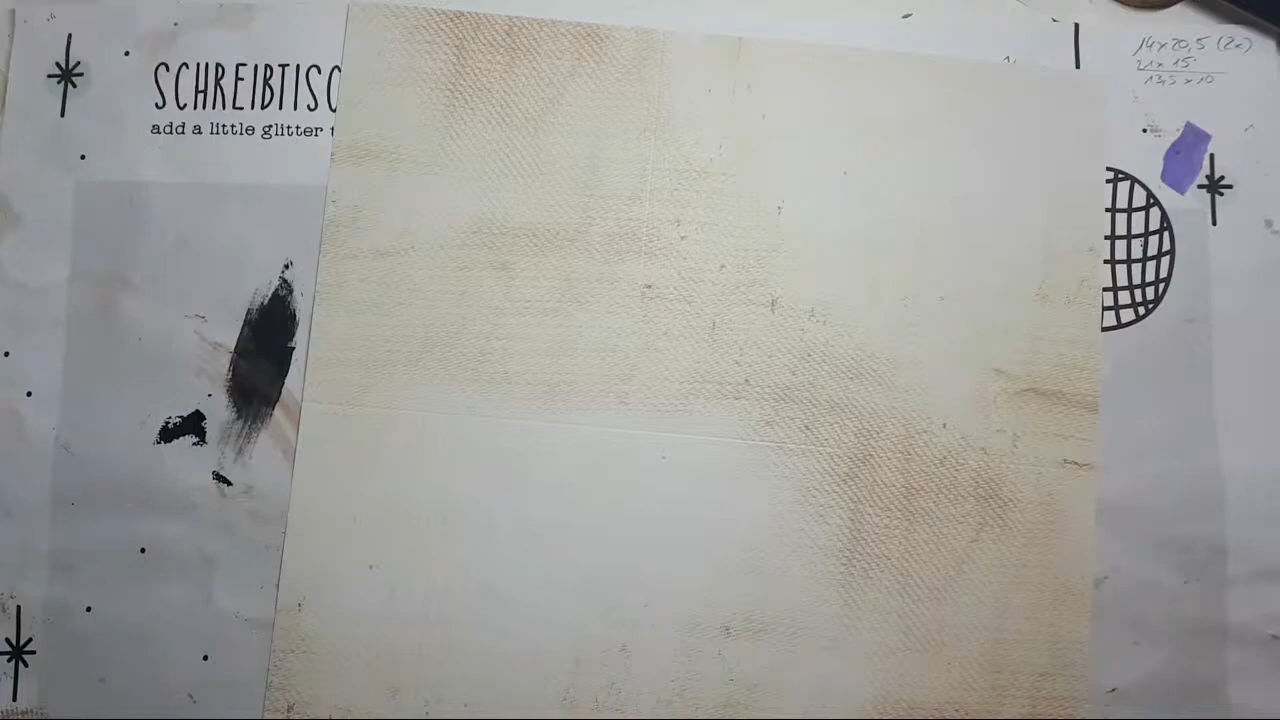 SCHREIBTISC
add a little glitter t
14x20,5 (2x)
21x15
13,5x10